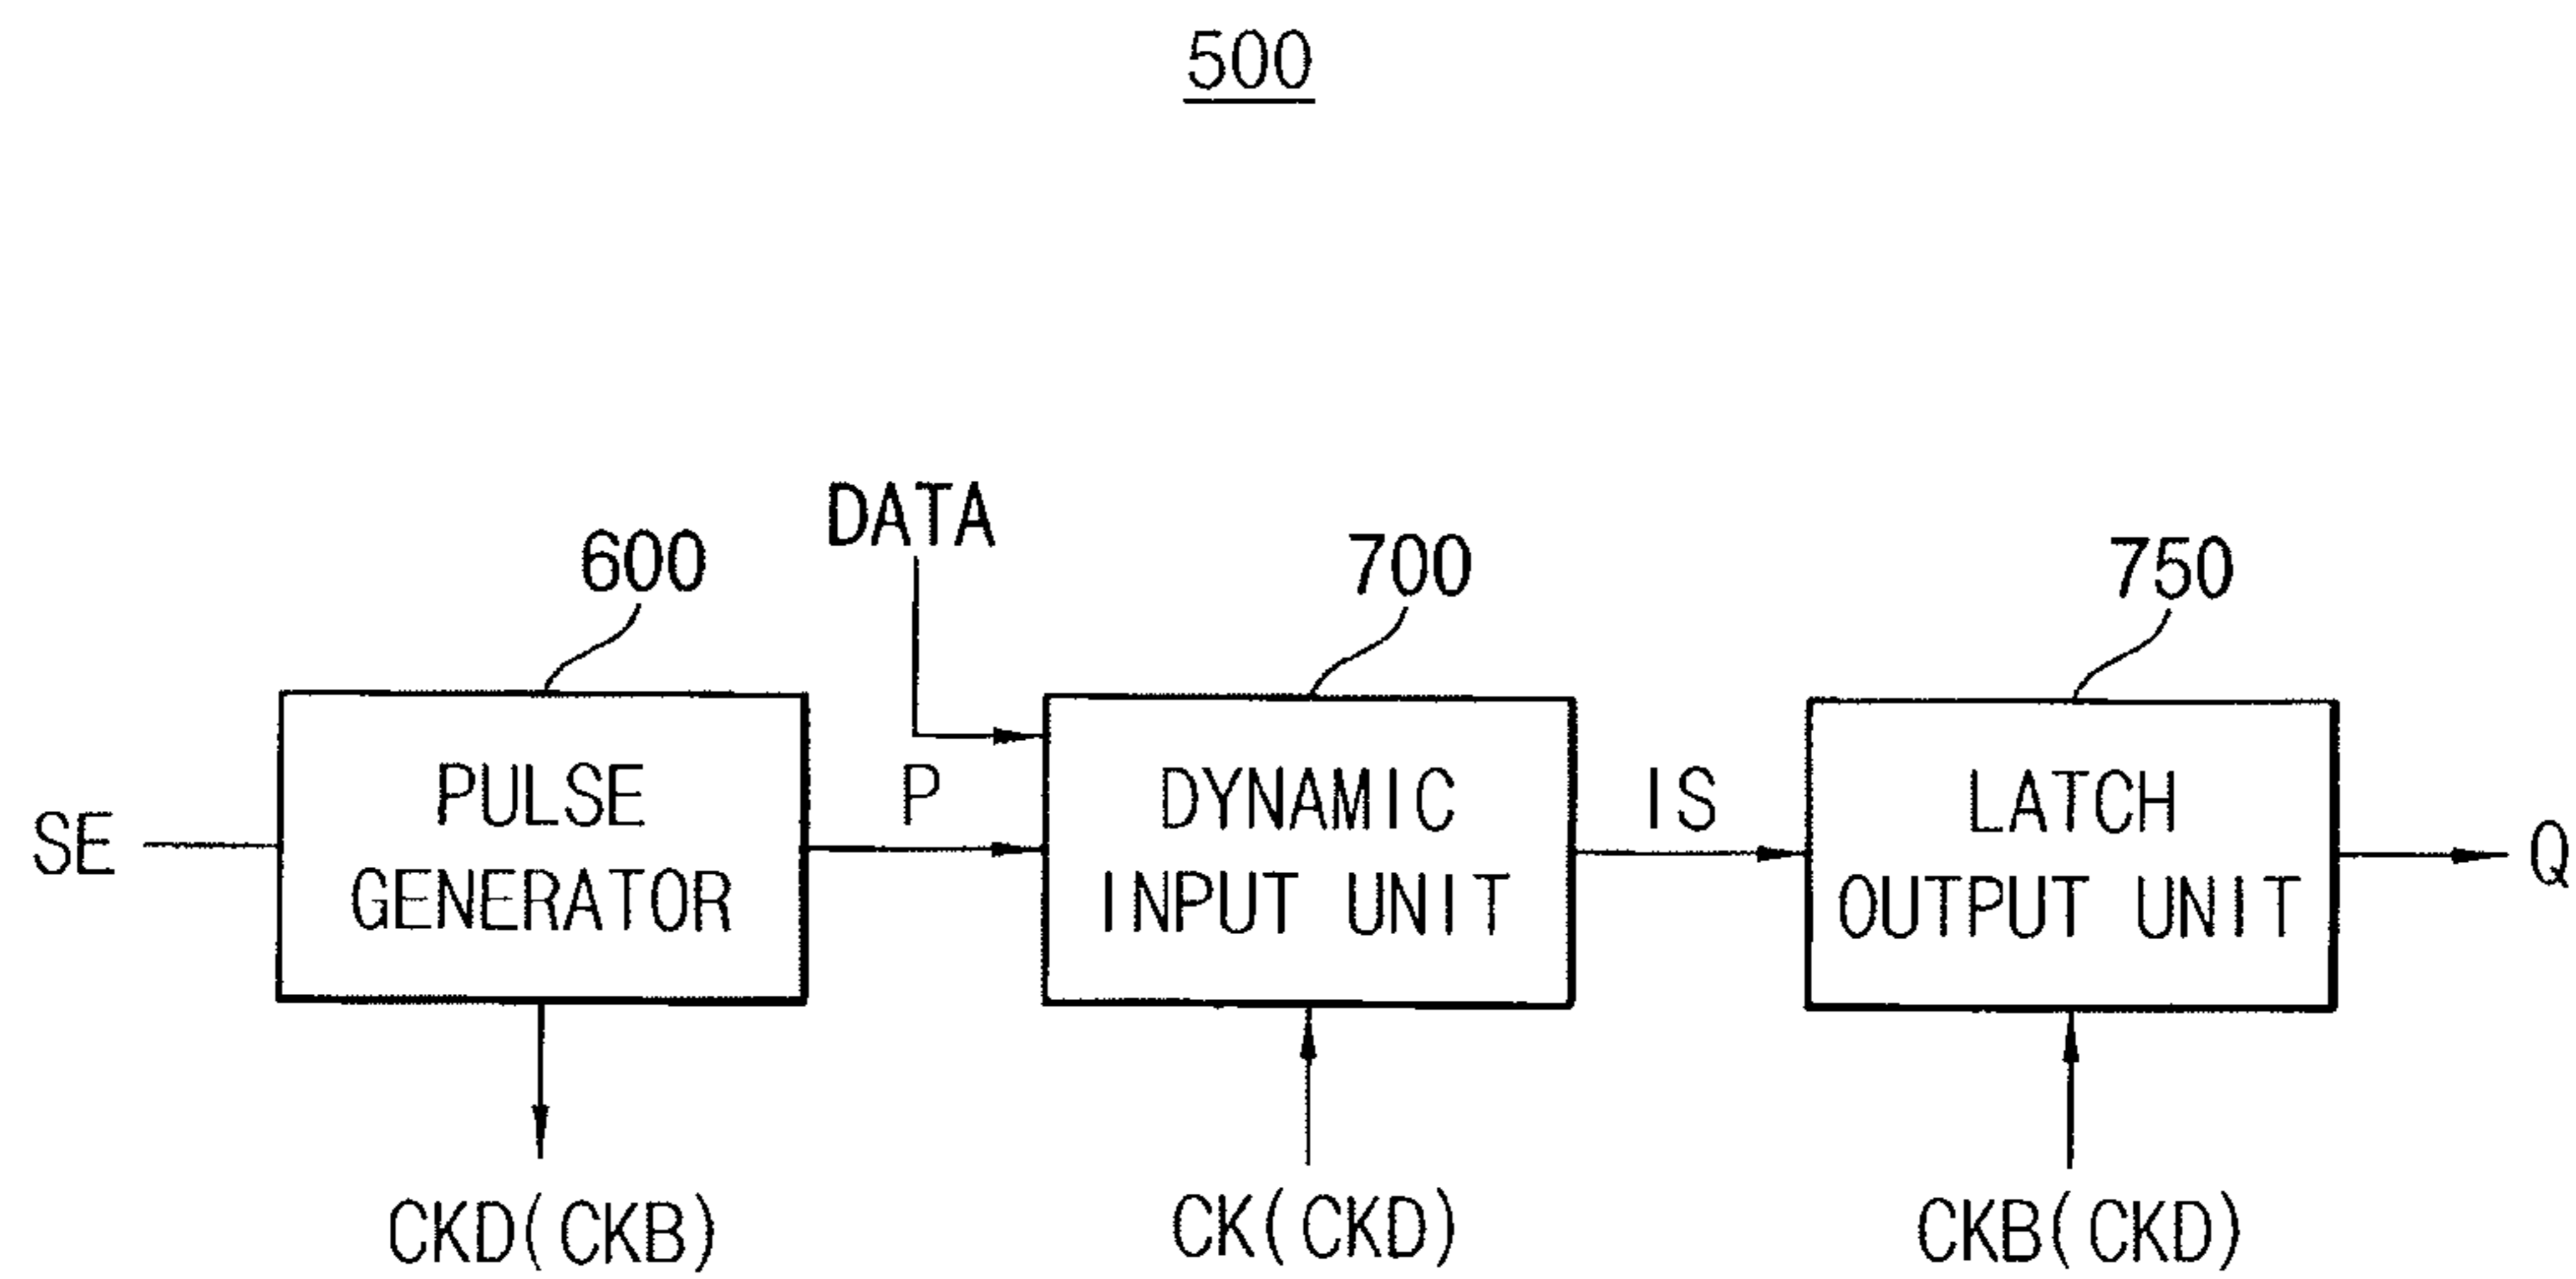 500
DATA
600
700
750
SE
PULSE
GENERATOR
P
DYNAMIC
INPUT UNIT
IS
LATCH
OUTPUT UNIT
Q
CKD(CKB)
CK(CKD)
CKB(CKD)